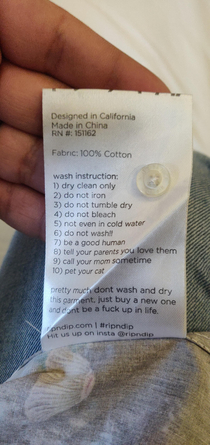 Designed in California
Made in China
RN #: 151162
Fabric: 100% Cotton
wash instruction:
1) dry clean only
2) do not iron
3) do not tumble dry
4) do not bleach
5) not even in cold water
6) do not wash!!
7) be a good human
8) tell your parents you love them
9) call your mom sometime
10) pet your cat
pretty much dont wash and dry
this garment, just buy a new one
and dont be a fuck up in life.
ripndip.com | #ripndip
Hit us up on insta @ripndip